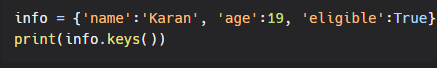 info = {'name':'Karan', 'age':19, 'eligible':True}
print(info.keys())